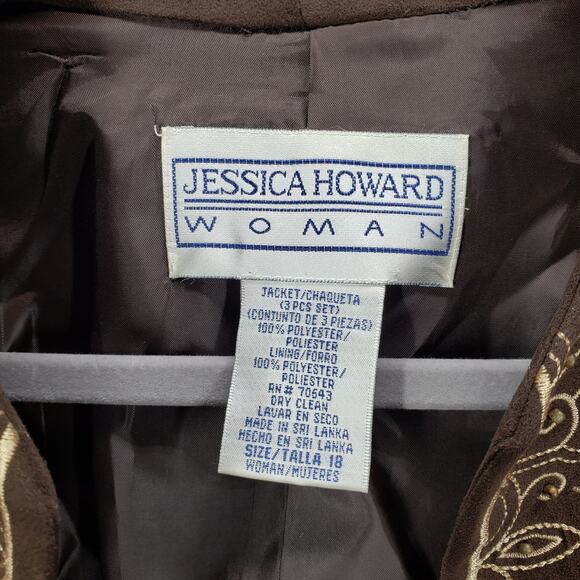 JESSICA HOWARD
WOMAN
JACKET/CHAQUETA
(3 PCS SET)
(CONTUNTO DE 3 PIEZAS)
100% POLYESTER/
POLIESTER
LINING/FORRO
100% POLYESTER/
POLIESTER
RN# 70643
DRY CLEAN
LAVAR EN SECO
MADE IN SRI LANKA
HECHO EN SRI LANKA
SIZE/TALLA 18
WOMAN/MUJERES